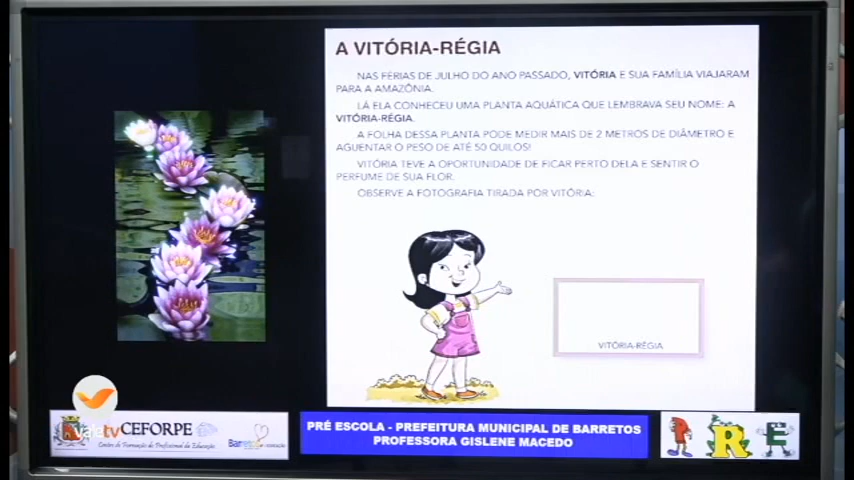 A VITÓRIA-RÉGIA
NAS FÉRIAS DE JULHO DO ANO PASSADO, VITÓRIA E SUA FAMÍLIA VIAJARAM
PARA A AMAZÔNIA.
LÁ ELA CONHECEU UMA PLANTA AQUÁTICA QUE LEMBRAVA SEU NOME: A
VITÓRIA-RÉGIA.
A FOLHA DESSA PLANTA PODE MEDIR MAIS DE 2 METROS DE DIÂMETRO E
AGUENTAR O PESO DE ATÉ 50 QUILOS!
VITÓRIA TEVE A OPORTUNIDADE DE FICAR PERTO DELA E SENTIR O
PERFUME DE SUA FLOR.
OBSERVE A FOTOGRAFIA TIRADA POR VITÓRIA:
VITÓRIA-RÉGIA
vale tv
CEFORPE
Centro de Formação do Profissional da Educação
PRÉ ESCOLA - PREFEITURA MUNICIPAL DE BARRETOS
PROFESSORA GISLENE MACEDO
P R E